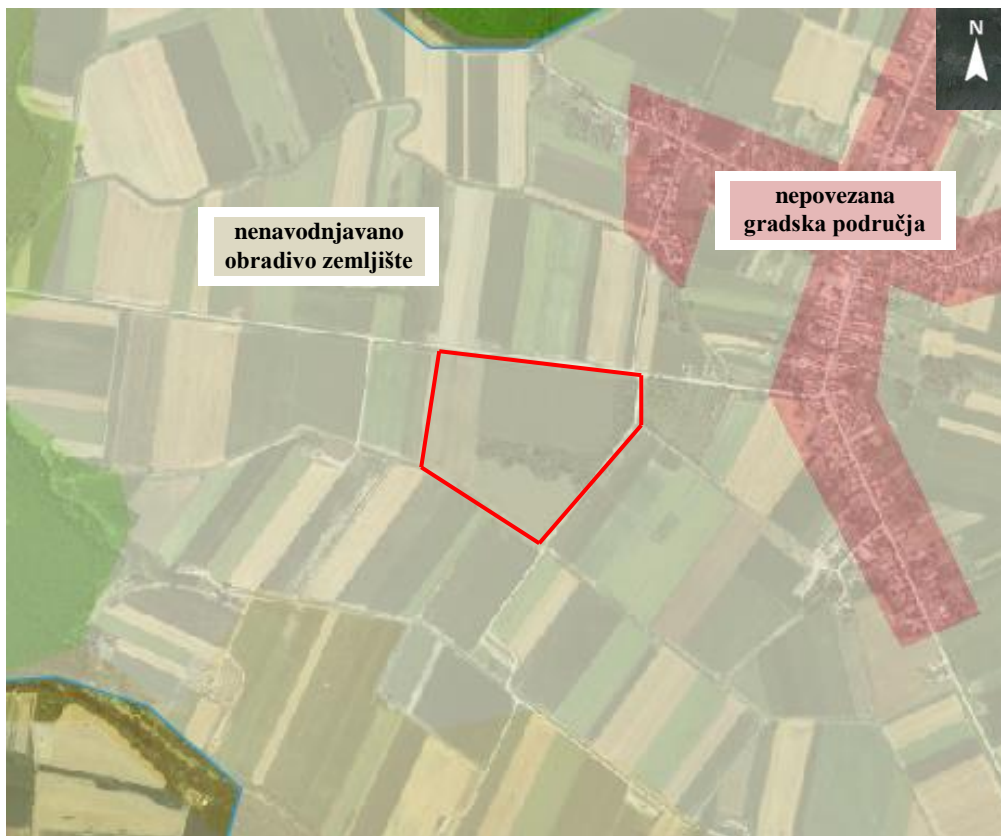 N
nepovezana
gradska područja
nenavodnjavano
obradivo zemljište